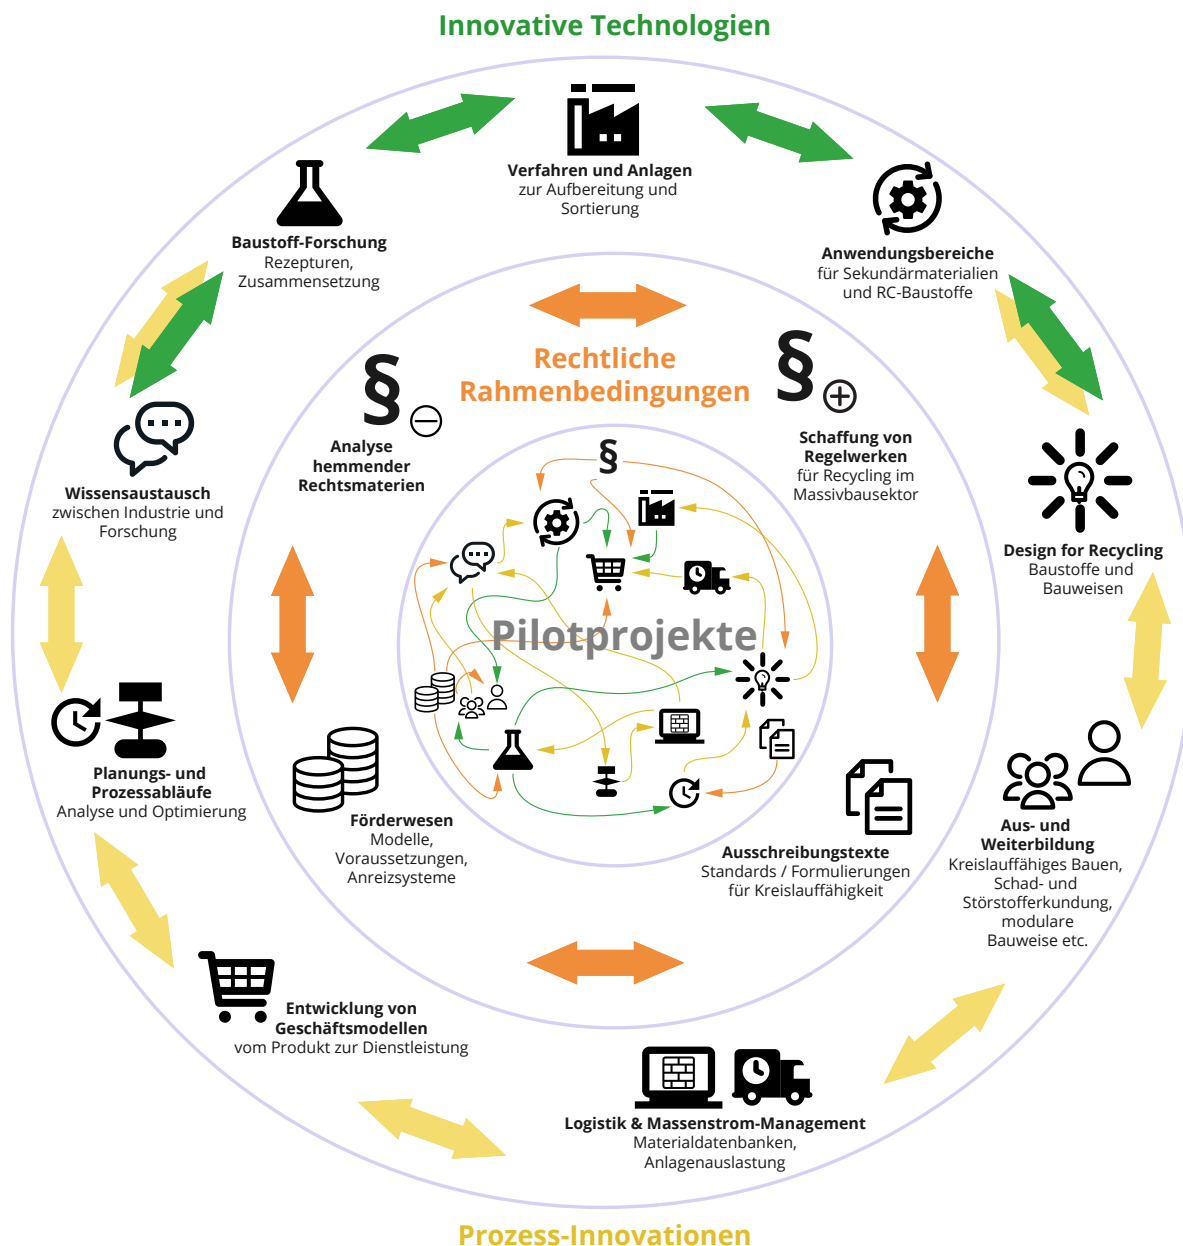 Innovative Technologien
Verfahren und Anlagen
zur Aufbereitung und
Sortierung
Baustoff-Forschung
Rezepturen,
Zusammensetzung
Anwendungsbereiche
für Sekundärmaterialien
und RC-Baustoffe
Rechtliche
Rahmenbedingungen
§
Analyse
hemmender
Rechtsmaterien
§
Schaffung von
Regelwerken
für Recycling im
Massivbausektor
§
Wissensaustausch
zwischen Industrie und
Forschung
Design for Recycling
Baustoffe und
Bauweisen
Pilotprojekte
Planungs- und
Prozessabläufe
Analyse und Optimierung
Förderwesen
Modelle,
Voraussetzungen,
Anreizsysteme
Ausschreibungstexte
Standards / Formulierungen
für Kreislauffähigkeit
Aus- und
Weiterbildung
Kreislauffähiges Bauen,
Schad- und
Störstofferkundung,
modulare
Bauweise etc.
Entwicklung von
Geschäftsmodellen
vom Produkt zur Dienstleistung
Logistik & Massenstrom-Management
Materialdatenbanken,
Anlagenauslastung
Prozess-Innovationen